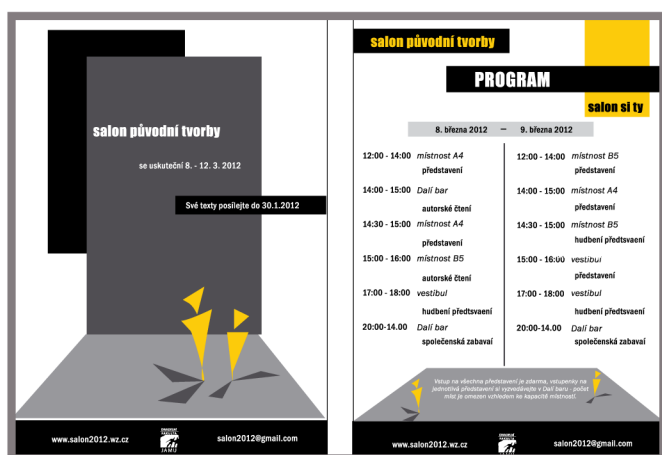 salon původní tvorby
se uskuteční 8. - 12. 3. 2012
Své texty posílejte do 30.1.2012
www.salon2012.wz.cz
JAMU
salon2012@gmail.com
salon původní tvorby
PROGRAM
salon si ty
8. března 2012 – 9. března 2012
12:00 - 14:00 místnost A4
představení
14:00 - 15:00 Dalí bar
autorské čtení
14:30 - 15:00 místnost A4
představení
15:00 - 16:00 místnost B5
autorské čtení
17:00 - 18:00 vestibul
hudbení předtsvaení
20:00-14.00 Dalí bar
společenská zabavaí
12:00 - 14:00 místnost B5
představení
14:00 - 15:00 místnost A4
představení
14:30 - 15:00 místnost B5
hudbení předtsvaení
15:00 - 16:00 vestibul
představení
17:00 - 18:00 vestibul
hudbení předtsvaení
20:00-14.00 Dalí bar
společenská zabavaí
Vstup na všechna představení je zdarma, vstupenky na
jednotlivá představení si vyzvedávejte v Dalí baru - počet
míst je omezen vzhledem ke kapacitě místností.
www.salon2012.wz.cz
salon2012@gmail.com